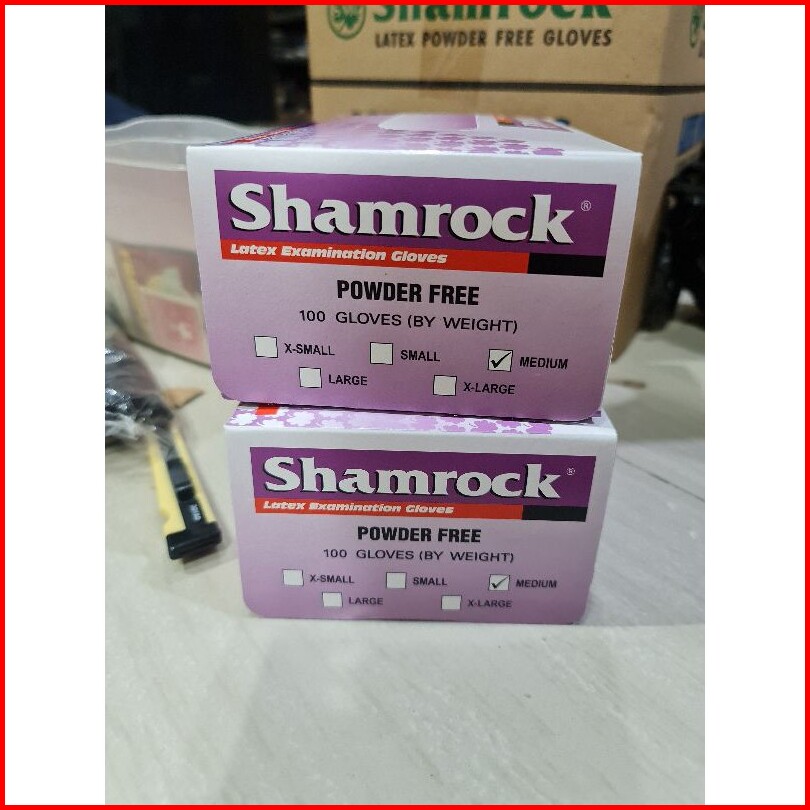 Shamrock
LATEX POWDER FREE GLOVES
Shamrock®
Latex Examination Gloves
POWDER FREE
100 GLOVES (BY WEIGHT)
X-SMALL SMALL MEDIUM
LARGE X-LARGE
Shamrock®
Latex Examination Gloves
POWDER FREE
100 GLOVES (BY WEIGHT)
X-SMALL SMALL MEDIUM
LARGE X-LARGE